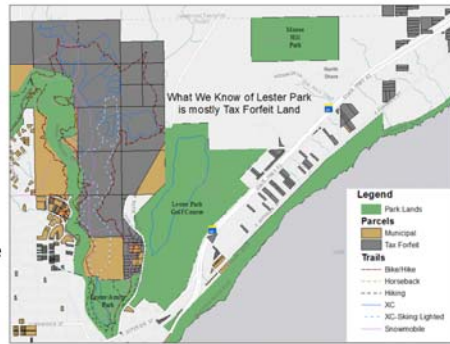 Moose
Hill
Park
North
Shore
What We Know of Lester Park
is mostly Tax Forfeit Land
Lester Park
Golf Course
Lester/Amity
Park
Legend
Park Lands
Parcels
Municipal
Tax Forfeit
Trails
Bike/Hike
Horseback
Hiking
XC
XC-Skiing Lighted
Snowmobile
e